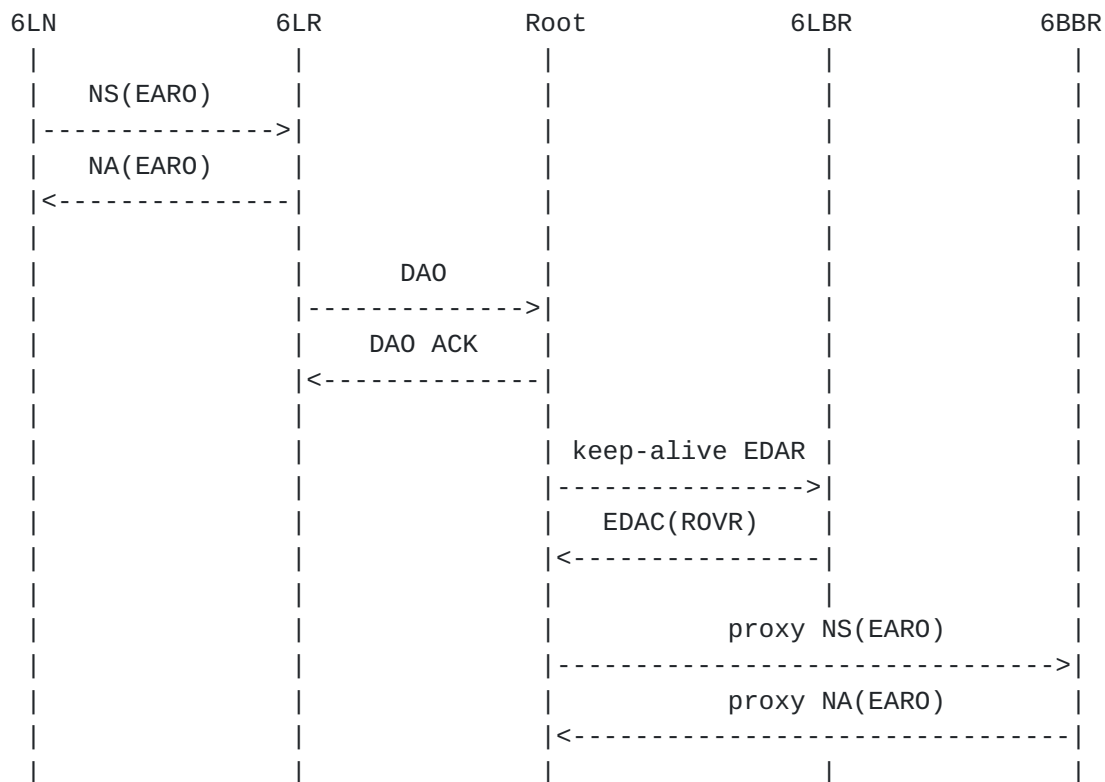 6LN 6LR Root 6LBR 6BBR
NS(EARO)
NA(EARO)
DAO
DAO ACK
keep-alive EDAR
EDAC(ROVR)
proxy NS(EARO)
proxy NA(EARO)